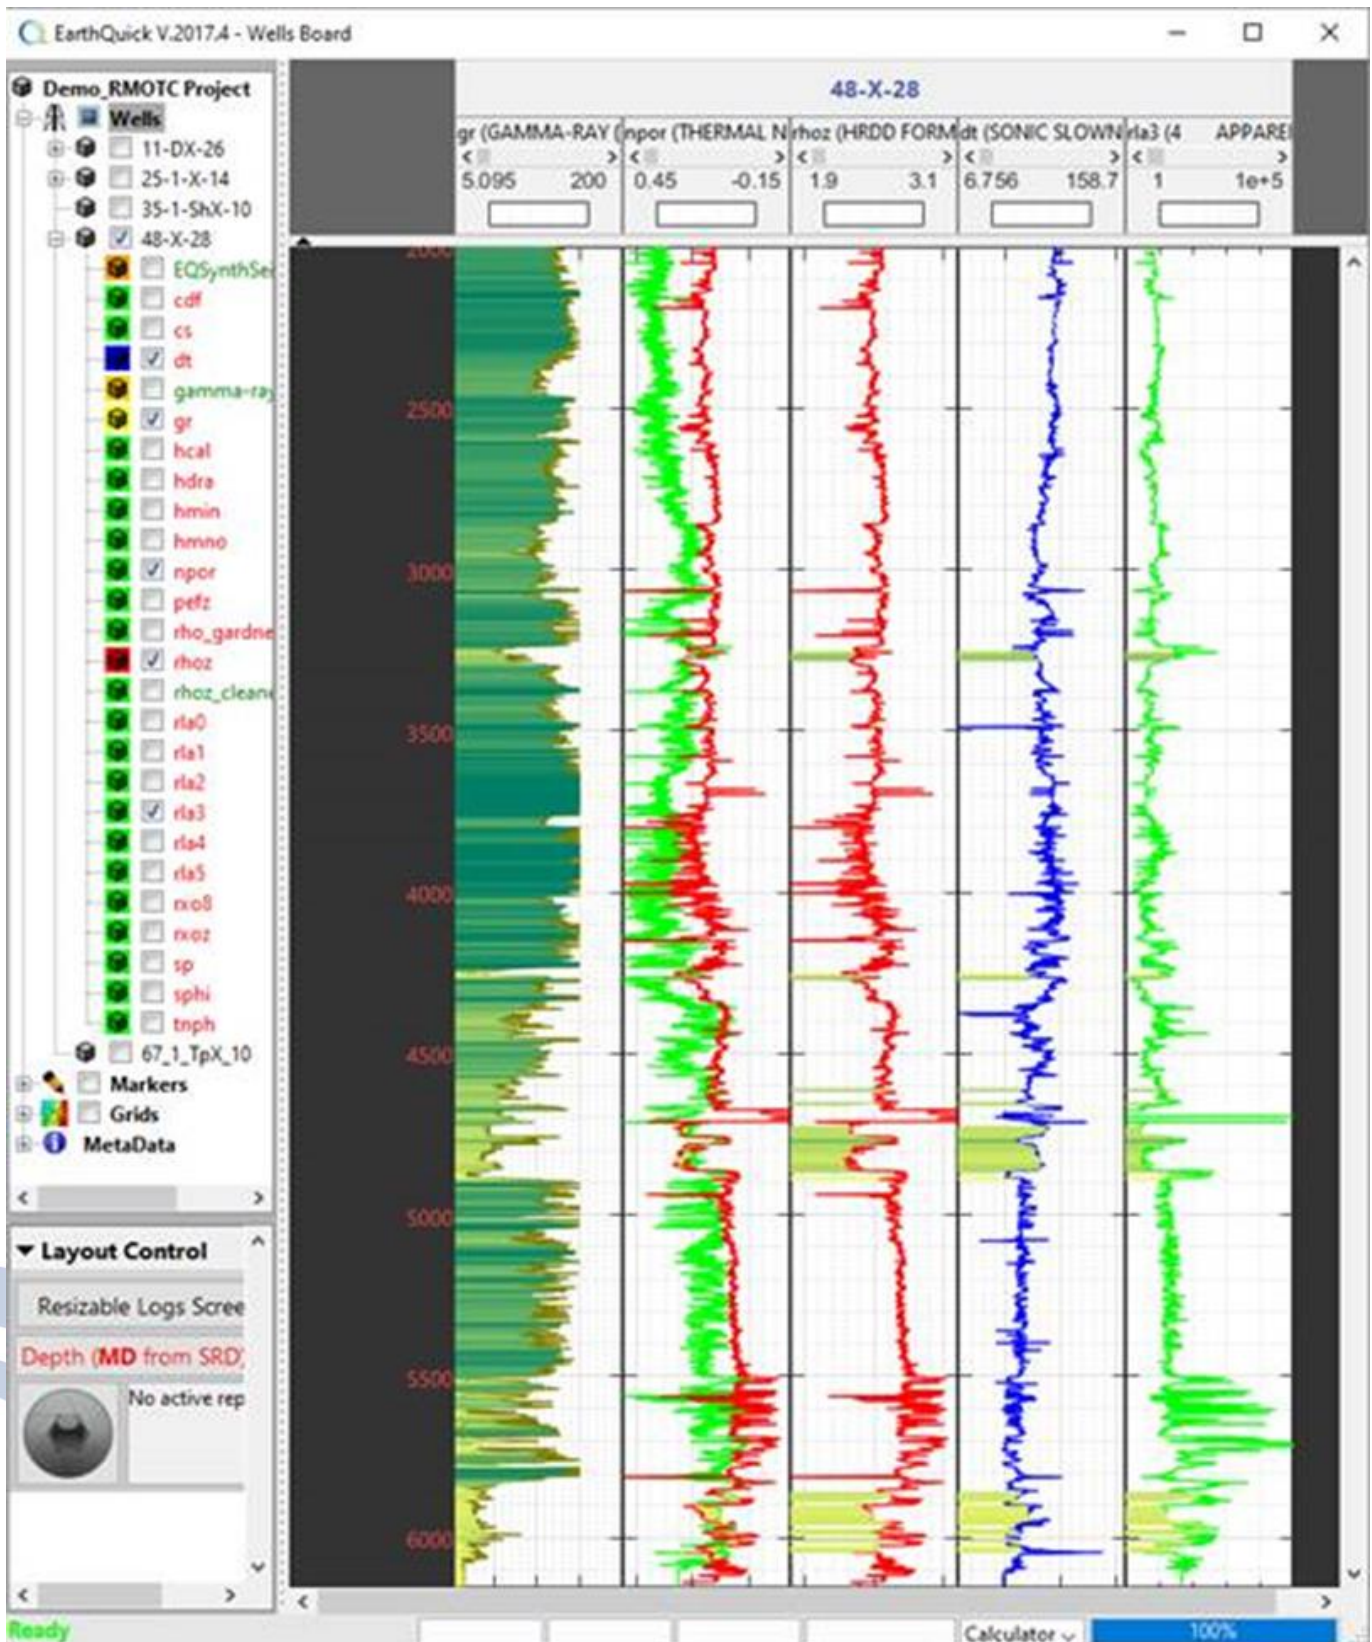 EarthQuick V.2017.4 - Wells Board
Demo_RMOTC Project
Wells
11-DX-26
25-1-X-14
35-1-ShX-10
48-X-28
EQSynthSei
cdf
cs
dt
gamma-ray
gr
hcal
hdra
hmin
hmno
npor
pefz
rho_gardne
rhoz
rhoz_cleane
rla0
rla1
rla2
rla3
rla4
rla5
rxo8
rxoz
sp
sphi
tnph
67_1_TpX_10
Markers
Grids
MetaData
Layout Control
Resizable Logs Scree
Depth (MD from SRD)
No active rep
Ready
48-X-28
gr (GAMMA-RAY ( npor (THERMAL N rhoz (HRDD FORM dt (SONIC SLOWN rla3 (4 APPAREI
5.095 200 0.45 -0.15 1.9 3.1 6.756 158.7 1 1e+5
2000
2500
3000
3500
4000
4500
5000
5500
6000
Calculator 100%